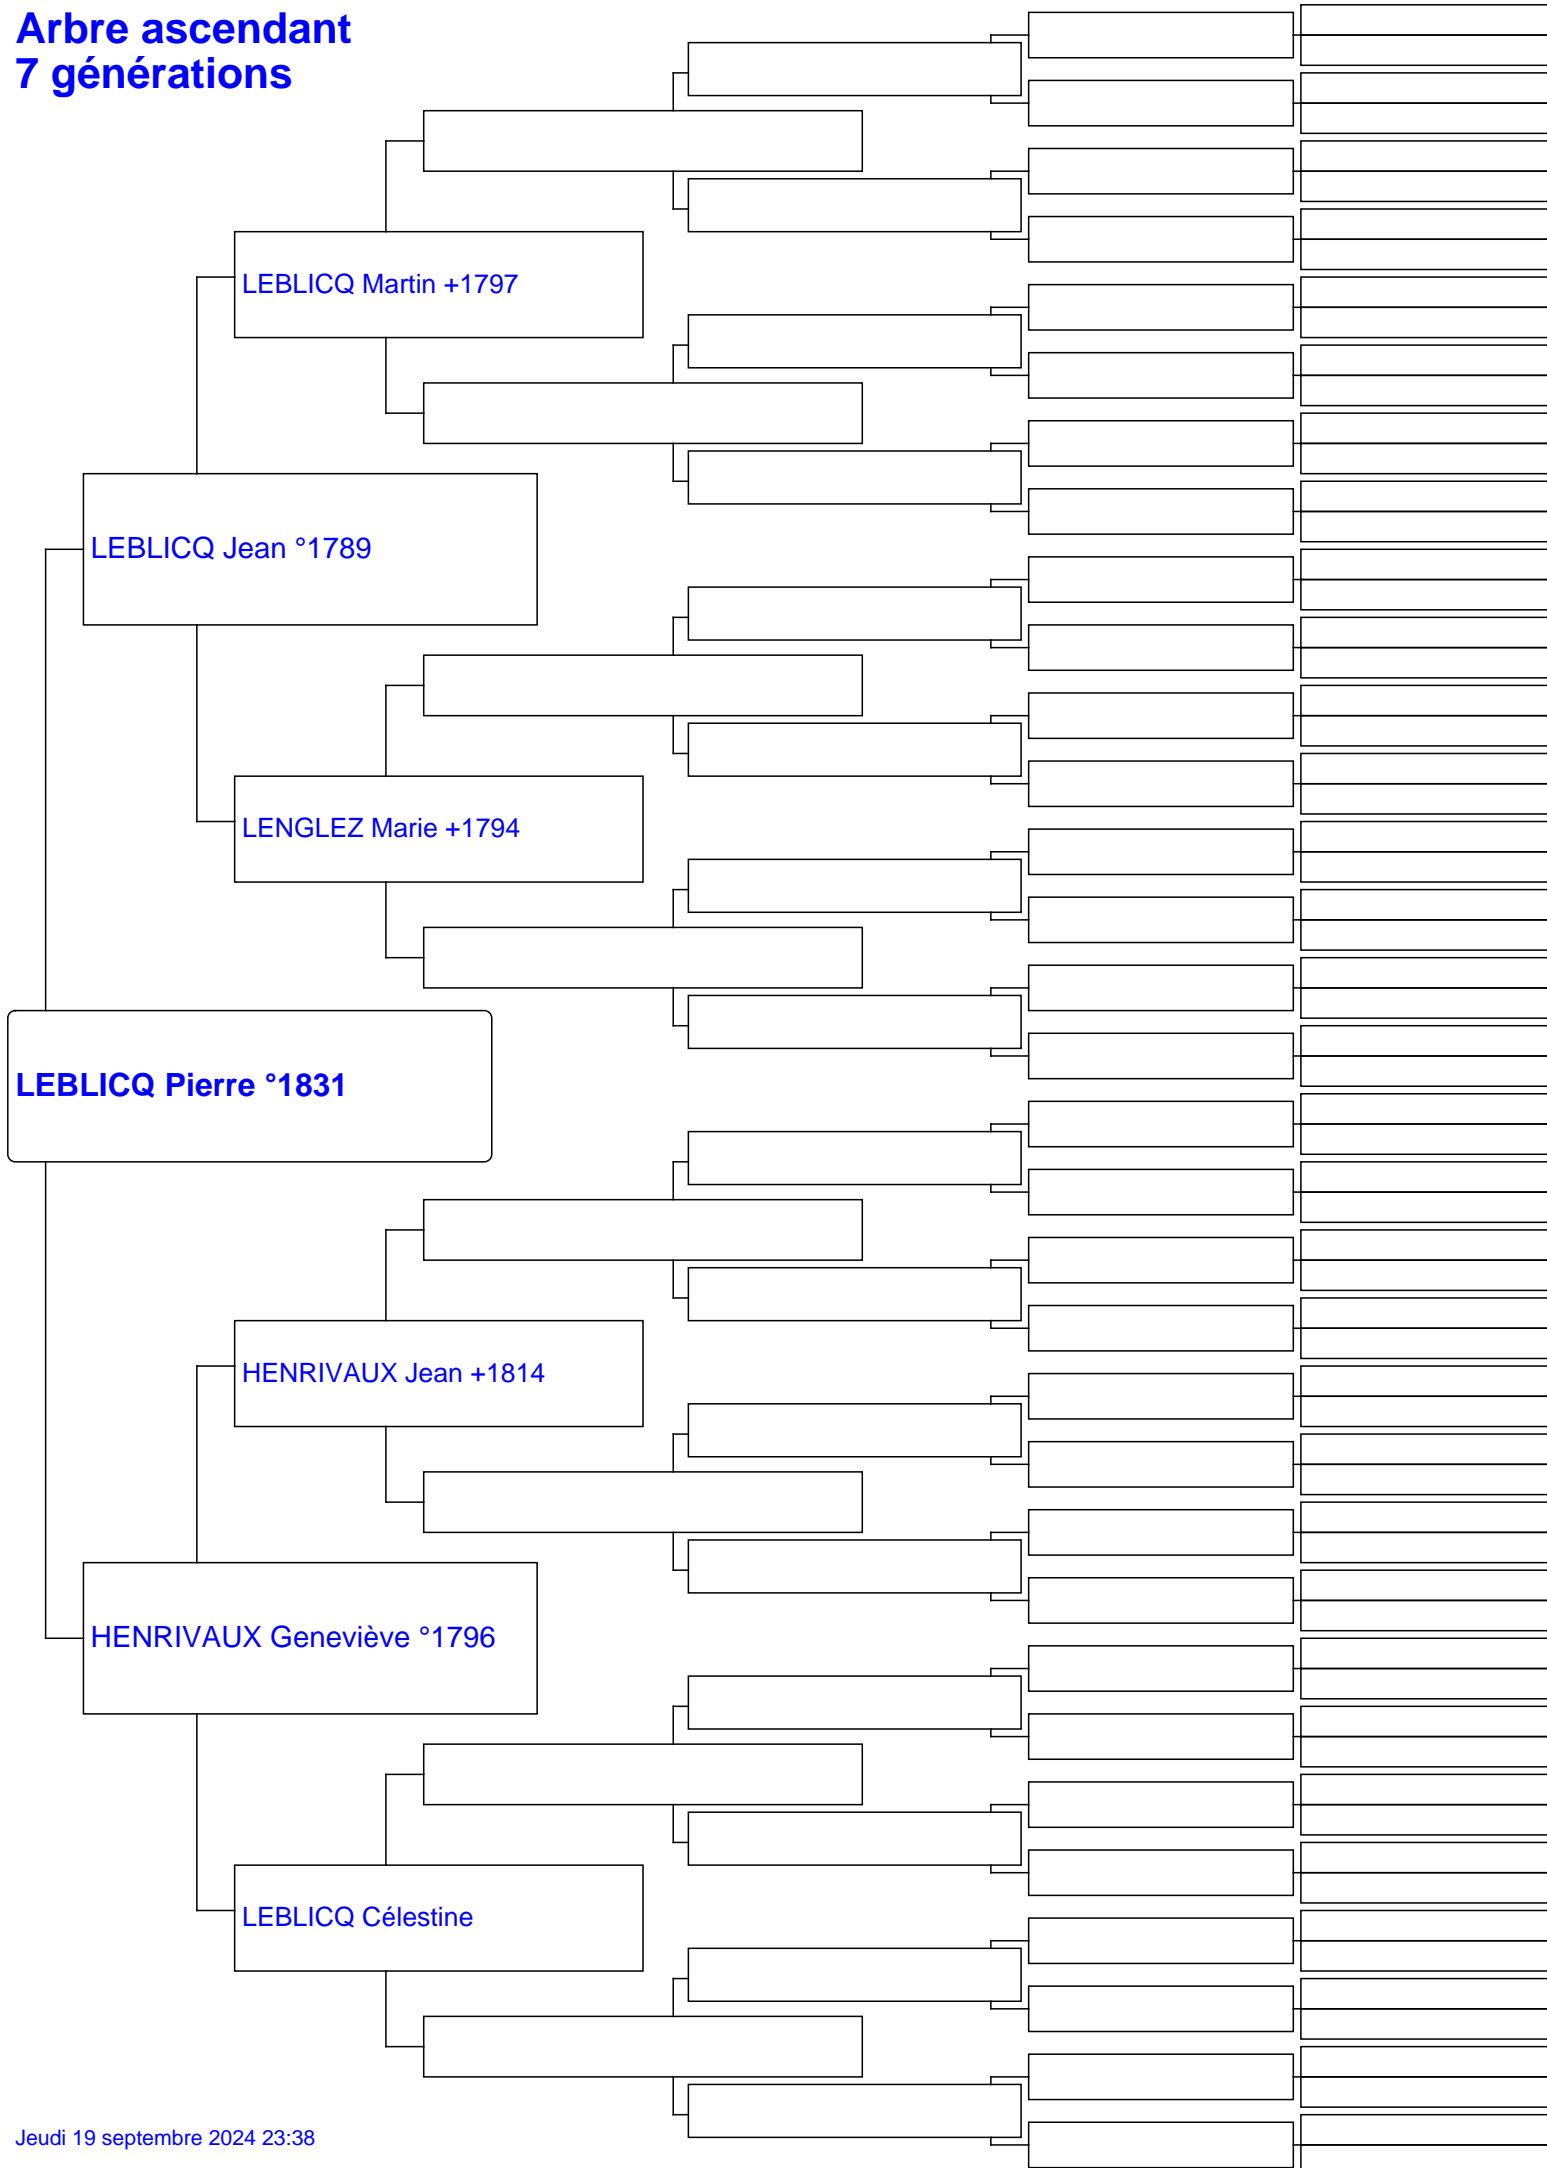 Arbre ascendant
7 générations
LEBLICQ Martin +1797
LEBLICQ Jean °1789
LENGLEZ Marie +1794
LEBLICQ Pierre °1831
HENRIVAUX Jean +1814
HENRIVAUX Geneviève °1796
LEBLICQ Célestine
Jeudi 19 septembre 2024 23:38